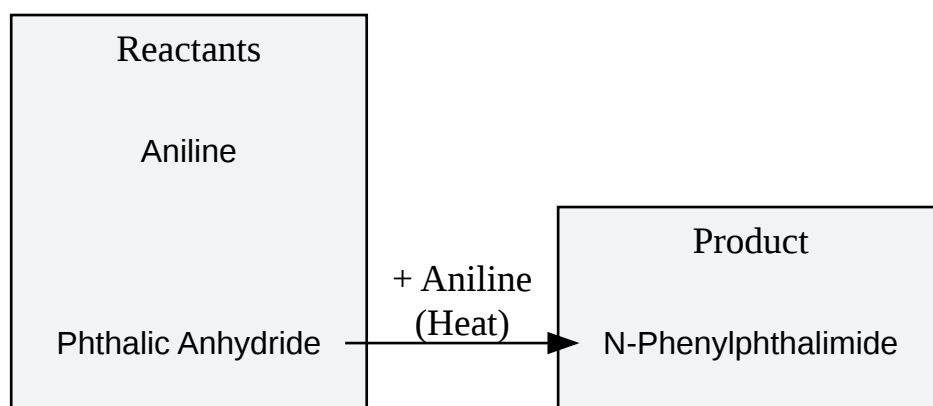 Reactants
Aniline
Phthalic Anhydride
+ Aniline
(Heat)
Product
N-Phenylphthalimide